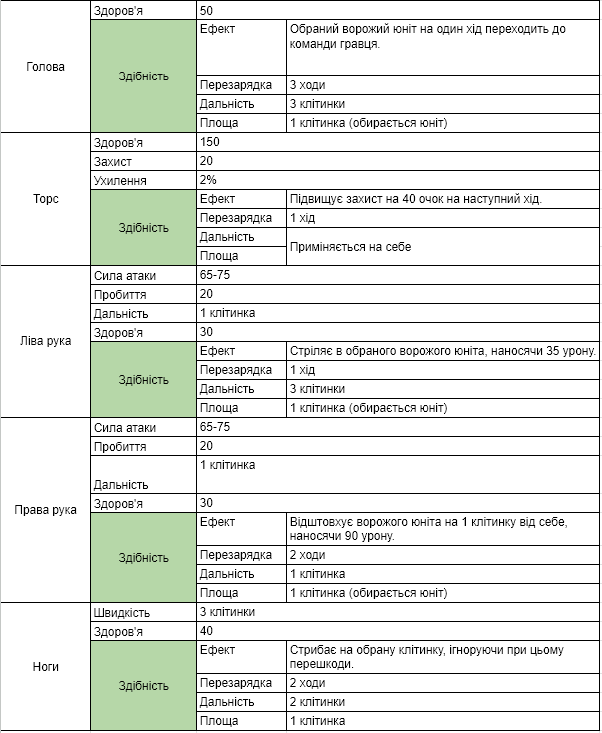 Голова
Здоров'я 50
Здібність
Ефект Обраний ворожий юніт на один хід переходить до
команди гравця.
Перезарядка 3 ходи
Дальність 3 клітинки
Площа 1 клітинка (обирається юніт)
Торс
Здоров'я 150
Захист 20
Ухилення 2%
Здібність
Ефект Підвищує захист на 40 очок на наступний хід.
Перезарядка 1 хід
Дальність
Площа
Приміняється на себе
Ліва рука
Сила атаки 65-75
Пробиття 20
Дальність 1 клітинка
Здоров'я 30
Здібність
Ефект Стріляє в обраного ворожого юніта, наносячи 35 урону.
Перезарядка 1 хід
Дальність 3 клітинки
Площа 1 клітинка (обирається юніт)
Права рука
Сила атаки 65-75
Пробиття 20
Дальність 1 клітинка
Здоров'я 30
Здібність
Ефект Відштовхує ворожого юніта на 1 клітинку від себе,
наносячи 90 урону.
Перезарядка 2 ходи
Дальність 1 клітинка
Площа 1 клітинка (обирається юніт)
Ноги
Швидкість 3 клітинки
Здоров'я 40
Здібність
Ефект Стрибає на обрану клітинку, ігноруючи при цьому
перешкоди.
Перезарядка 2 ходи
Дальність 2 клітинки
Площа 1 клітинка